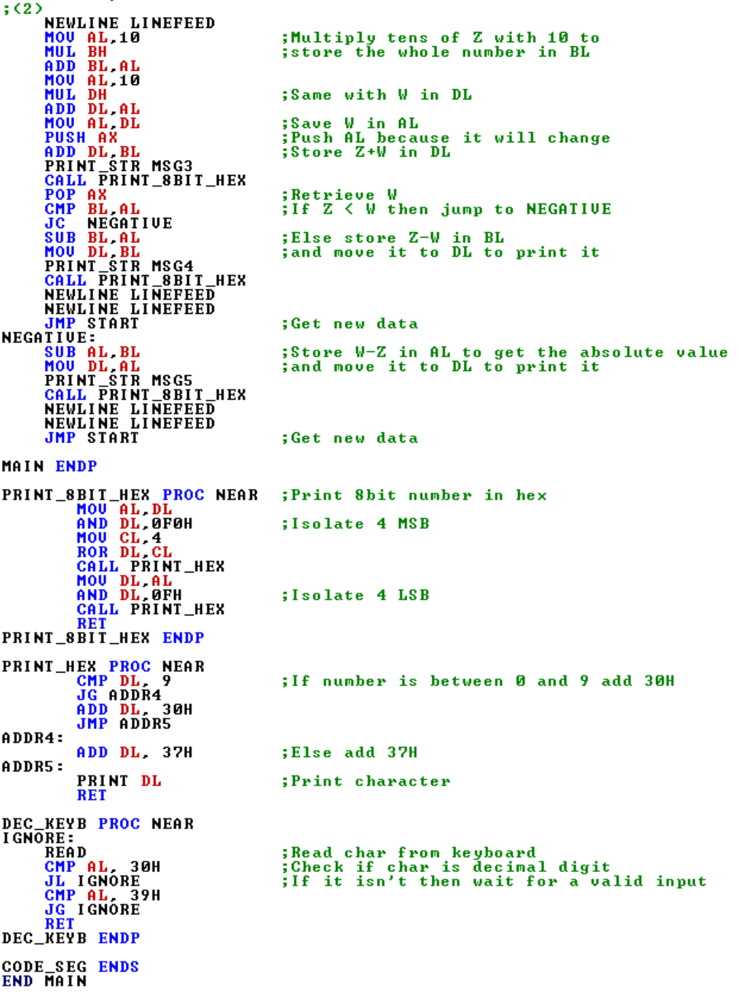 ;(2)
NEWLINE LINEFEED
MOV AL,10 ;Multiply tens of Z with 10 to
MUL BH ;store the whole number in BL
ADD BL,AL
MOV AL,10
MUL DH ;Same with W in DL
ADD DL,AL
MOV AL,DL ;Save W in AL
PUSH AX ;Push AL because it will change
ADD DL,BL ;Store Z+W in DL
PRINT_STR MSG3
CALL PRINT_8BIT_HEX
POP AX ;Retrieve W
CMP BL,AL ;If Z < W then jump to NEGATIVE
JC NEGATIVE
SUB BL,AL ;Else store Z-W in BL
MOV DL,BL ;and move it to DL to print it
PRINT_STR MSG4
CALL PRINT_8BIT_HEX
NEWLINE LINEFEED
NEWLINE LINEFEED
JMP START ;Get new data
NEGATIVE:
SUB AL,BL ;Store W-Z in AL to get the absolute value
MOV DL,AL ;and move it to DL to print it
PRINT_STR MSG5
CALL PRINT_8BIT_HEX
NEWLINE LINEFEED
NEWLINE LINEFEED
JMP START ;Get new data
MAIN ENDP
PRINT_8BIT_HEX PROC NEAR ;Print 8bit number in hex
MOV AL,DL
AND DL,0F0H ;Isolate 4 MSB
MOV CL,4
ROR DL,CL
CALL PRINT_HEX
MOV DL,AL
AND DL,0FH ;Isolate 4 LSB
CALL PRINT_HEX
RET
PRINT_8BIT_HEX ENDP
PRINT_HEX PROC NEAR
CMP DL, 9 ;If number is between 0 and 9 add 30H
JG ADDR4
ADD DL, 30H
JMP ADDR5
ADDR4:
ADD DL, 37H ;Else add 37H
ADDR5:
PRINT DL ;Print character
RET
DEC_KEYB PROC NEAR
IGNORE:
READ ;Read char from keyboard
CMP AL, 30H ;Check if char is decimal digit
JL IGNORE ;If it isn't then wait for a valid input
CMP AL, 39H
JG IGNORE
RET
DEC_KEYB ENDP
CODE_SEG ENDS
END MAIN